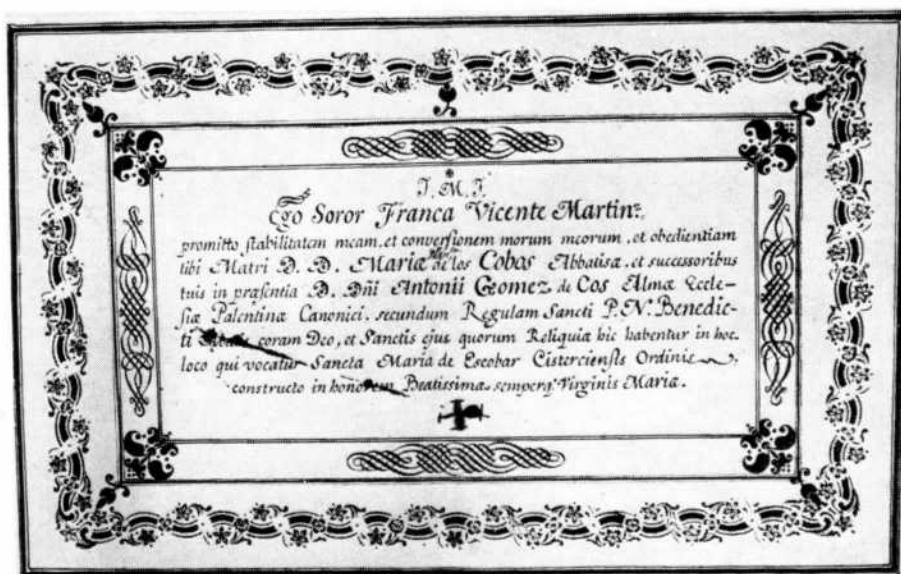 J. M. J.
Ego Soror Franca Vicente Martinz.
promitto stabilitatem meam, et conversionem morum meorum, et obedientiam
tibi Matri D. D. Mariæ de los Cobos Abbatisæ, et successoribus
tuis in præsentia D. Dñi Antonii Gomez de Cos Almæ Eccle-
siæ Palentinæ Canonici, secundum Regulam Sancti P. N. Benedic-
ti coram Deo, et Sanctis ejus quorum Reliquiæ hic habentur in hoc
loco qui vocatur Sancta Maria de Escobar Cisterciensis Ordinis
constructo in honorem Beatissimæ semperq; Virginis Mariæ.